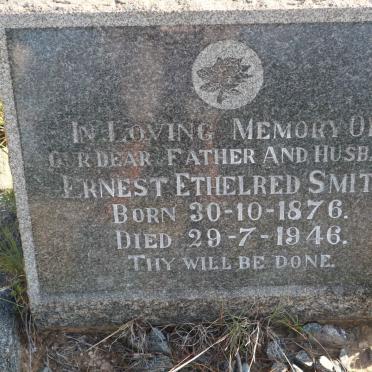 IN LOVING MEMORY OF
OUR DEAR FATHER AND HUSBA
ERNEST ETHELRED SMIT
BORN 30-10-1876.
DIED 29-7-1946.
THY WILL BE DONE.